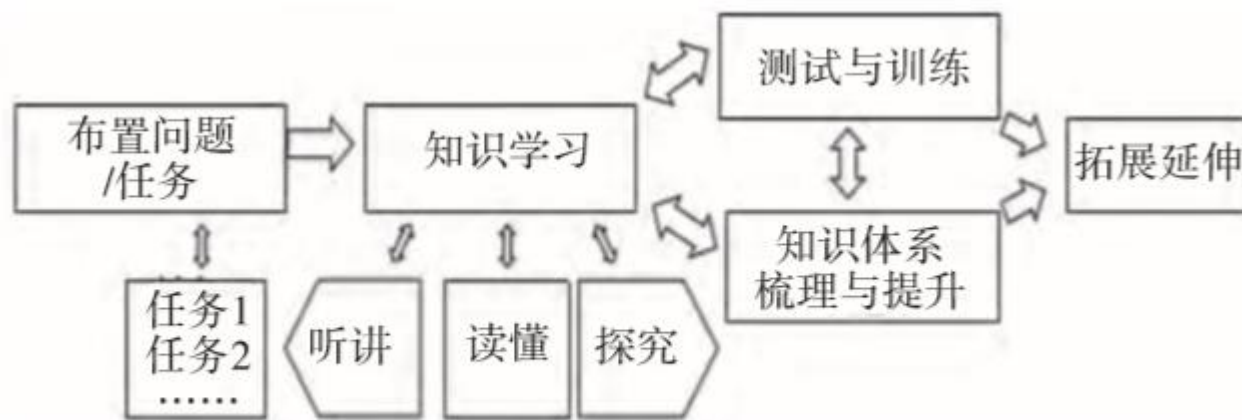 布置问题
/任务
知识学习
测试与训练
知识体系
梳理与提升
拓展延伸
任务1
任务2
……
听讲
读懂
探究